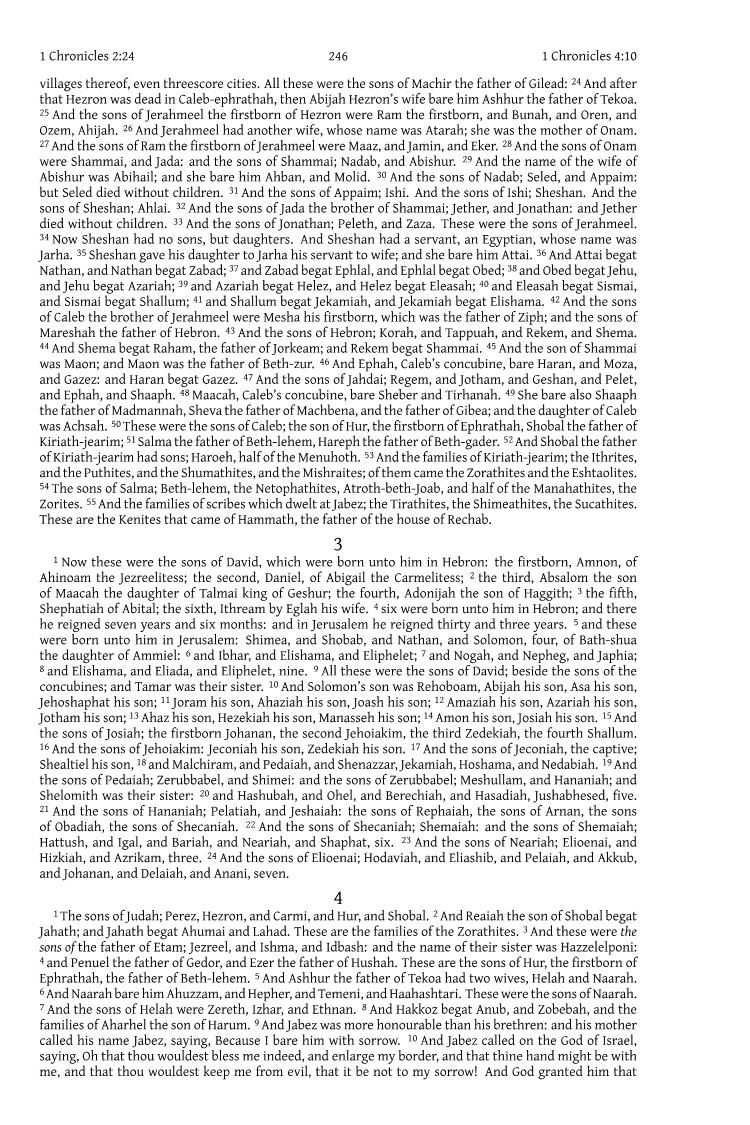 1 Chronicles 2:24 246 1 Chronicles 4:10
villages thereof, even threescore cities. All these were the sons of Machir the father of Gilead: 24 And after
that Hezron was dead in Caleb-ephrathah, then Abijah Hezron's wife bare him Ashhur the father of Tekoa.
25 And the sons of Jerahmeel the firstborn of Hezron were Ram the firstborn, and Bunah, and Oren, and
Ozem, Ahijah. 26 And Jerahmeel had another wife, whose name was Atarah; she was the mother of Onam.
27 And the sons of Ram the firstborn of Jerahmeel were Maaz, and Jamin, and Eker. 28 And the sons of Onam
were Shammai, and Jada: and the sons of Shammai; Nadab, and Abishur. 29 And the name of the wife of
Abishur was Abihail; and she bare him Ahban, and Molid. 30 And the sons of Nadab; Seled, and Appaim:
but Seled died without children. 31 And the sons of Appaim; Ishi. And the sons of Ishi; Sheshan. And the
sons of Sheshan; Ahlai. 32 And the sons of Jada the brother of Shammai; Jether, and Jonathan: and Jether
died without children. 33 And the sons of Jonathan; Peleth, and Zaza. These were the sons of Jerahmeel.
34 Now Sheshan had no sons, but daughters. And Sheshan had a servant, an Egyptian, whose name was
Jarha. 35 Sheshan gave his daughter to Jarha his servant to wife; and she bare him Attai. 36 And Attai begat
Nathan, and Nathan begat Zabad; 37 and Zabad begat Ephlal, and Ephlal begat Obed; 38 and Obed begat Jehu,
and Jehu begat Azariah; 39 and Azariah begat Helez, and Helez begat Eleasah; 40 and Eleasah begat Sismai,
and Sismai begat Shallum; 41 and Shallum begat Jekamiah, and Jekamiah begat Elishama. 42 And the sons
of Caleb the brother of Jerahmeel were Mesha his firstborn, which was the father of Ziph; and the sons of
Mareshah the father of Hebron. 43 And the sons of Hebron; Korah, and Tappuah, and Rekem, and Shema.
44 And Shema begat Raham, the father of Jorkeam; and Rekem begat Shammai. 45 And the son of Shammai
was Maon; and Maon was the father of Beth-zur. 46 And Ephah, Caleb's concubine, bare Haran, and Moza,
and Gazez: and Haran begat Gazez. 47 And the sons of Jahdai; Regem, and Jotham, and Geshan, and Pelet,
and Ephah, and Shaaph. 48 Maacah, Caleb's concubine, bare Sheber and Tirhanah. 49 She bare also Shaaph
the father of Madmannah, Sheva the father of Machbena, and the father of Gibea; and the daughter of Caleb
was Achsah. 50 These were the sons of Caleb; the son of Hur, the firstborn of Ephrathah, Shobal the father of
Kiriath-jearim; 51 Salma the father of Beth-lehem, Hareph the father of Beth-gader. 52 And Shobal the father
of Kiriath-jearim had sons; Haroeh, half of the Menuhoth. 53 And the families of Kiriath-jearim; the Ithrites,
and the Puthites, and the Shumathites, and the Mishraites; of them came the Zorathites and the Eshtaolites.
54 The sons of Salma; Beth-lehem, the Netophathites, Atroth-beth-Joab, and half of the Manahathites, the
Zorites. 55 And the families of scribes which dwelt at Jabez; the Tirathites, the Shimeathites, the Sucathites.
These are the Kenites that came of Hammath, the father of the house of Rechab.
3
1 Now these were the sons of David, which were born unto him in Hebron: the firstborn, Amnon, of
Ahinoam the Jezreelitess; the second, Daniel, of Abigail the Carmelitess; 2 the third, Absalom the son
of Maacah the daughter of Talmai king of Geshur; the fourth, Adonijah the son of Haggith; 3 the fifth,
Shephatiah of Abital; the sixth, Ithream by Eglah his wife. 4 six were born unto him in Hebron; and there
he reigned seven years and six months: and in Jerusalem he reigned thirty and three years. 5 and these
were born unto him in Jerusalem: Shimea, and Shobab, and Nathan, and Solomon, four, of Bath-shua
the daughter of Ammiel: 6 and Ibhar, and Elishama, and Eliphelet; 7 and Nogah, and Nepheg, and Japhia;
8 and Elishama, and Eliada, and Eliphelet, nine. 9 All these were the sons of David; beside the sons of the
concubines; and Tamar was their sister. 10 And Solomon's son was Rehoboam, Abijah his son, Asa his son,
Jehoshaphat his son; 11 Joram his son, Ahaziah his son, Joash his son; 12 Amaziah his son, Azariah his son,
Jotham his son; 13 Ahaz his son, Hezekiah his son, Manasseh his son; 14 Amon his son, Josiah his son. 15 And
the sons of Josiah; the firstborn Johanan, the second Jehoiakim, the third Zedekiah, the fourth Shallum.
16 And the sons of Jehoiakim: Jeconiah his son, Zedekiah his son. 17 And the sons of Jeconiah, the captive;
Shealtiel his son, 18 and Malchiram, and Pedaiah, and Shenazzar, Jekamiah, Hoshama, and Nedabiah. 19 And
the sons of Pedaiah; Zerubbabel, and Shimei: and the sons of Zerubbabel; Meshullam, and Hananiah; and
Shelomith was their sister: 20 and Hashubah, and Ohel, and Berechiah, and Hasadiah, Jushabhesed, five.
21 And the sons of Hananiah; Pelatiah, and Jeshaiah: the sons of Rephaiah, the sons of Arnan, the sons
of Obadiah, the sons of Shecaniah. 22 And the sons of Shecaniah; Shemaiah: and the sons of Shemaiah;
Hattush, and Igal, and Bariah, and Neariah, and Shaphat, six. 23 And the sons of Neariah; Elioenai, and
Hizkiah, and Azrikam, three. 24 And the sons of Elioenai; Hodaviah, and Eliashib, and Pelaiah, and Akkub,
and Johanan, and Delaiah, and Anani, seven.
4
1 The sons of Judah; Perez, Hezron, and Carmi, and Hur, and Shobal. 2 And Reaiah the son of Shobal begat
Jahath; and Jahath begat Ahumai and Lahad. These are the families of the Zorathites. 3 And these were the
sons of the father of Etam; Jezreel, and Ishma, and Idbash: and the name of their sister was Hazzelelponi:
4 and Penuel the father of Gedor, and Ezer the father of Hushah. These are the sons of Hur, the firstborn of
Ephrathah, the father of Beth-lehem. 5 And Ashhur the father of Tekoa had two wives, Helah and Naarah.
6 And Naarah bare him Ahuzzam, and Hepher, and Temeni, and Haahashtari. These were the sons of Naarah.
7 And the sons of Helah were Zereth, Izhar, and Ethnan. 8 And Hakkoz begat Anub, and Zobebah, and the
families of Aharhel the son of Harum. 9 And Jabez was more honourable than his brethren: and his mother
called his name Jabez, saying, Because I bare him with sorrow. 10 And Jabez called on the God of Israel,
saying, Oh that thou wouldest bless me indeed, and enlarge my border, and that thine hand might be with
me, and that thou wouldest keep me from evil, that it be not to my sorrow! And God granted him that